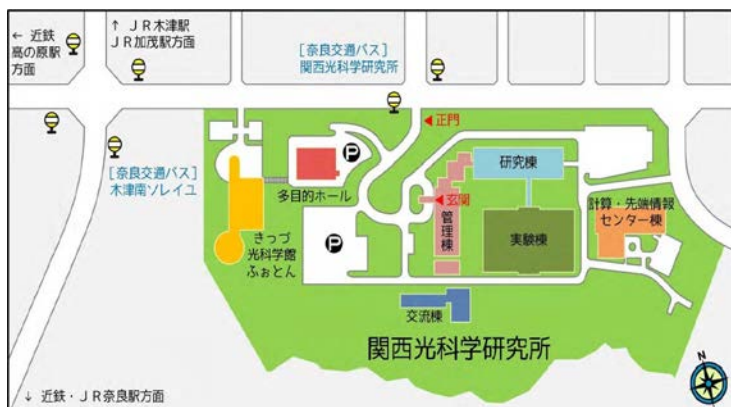 ← 近鉄
高の原駅
方面
↑ JR木津駅
JR加茂駅方面
[奈良交通バス]
関西光科学研究所
正門
P
研究棟
[奈良交通バス]
木津南ソレイユ
多目的ホール
玄関
管理棟
計算・先端情報
センター棟
きっづ
光科学館
ふぉとん
P
実験棟
交流棟
関西光科学研究所
N
↓ 近鉄・JR奈良駅方面